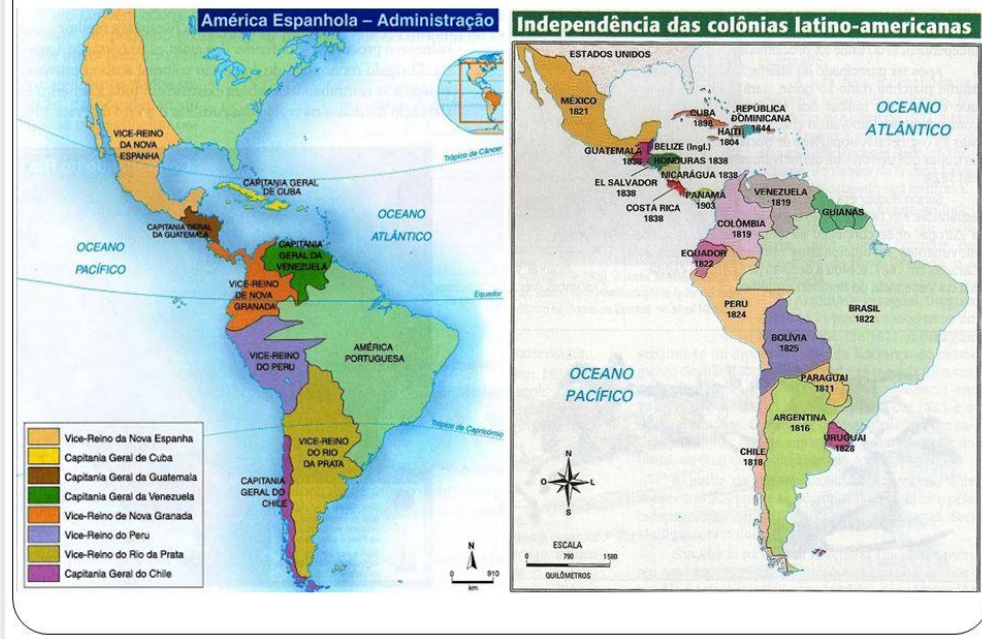 América Espanhola – Administração
VICE-REINO
DA NOVA
ESPANHA
Trópico de Câncer
CAPITANIA GERAL
DE CUBA
CAPITANIA GERAL
DA GUATEMALA
OCEANO
ATLÂNTICO
OCEANO
PACÍFICO
CAPITANIA
GERAL DA
VENEZUELA
VICE-REINO
DE NOVA
GRANADA
Equador
AMÉRICA
PORTUGUESA
VICE-REINO
DO PERU
Trópico de Capricórnio
VICE-REINO
DO RIO
DA PRATA
CAPITANIA
GERAL DO
CHILE
Vice-Reino da Nova Espanha
Capitania Geral de Cuba
Capitania Geral da Guatemala
Capitania Geral da Venezuela
Vice-Reino de Nova Granada
Vice-Reino do Peru
Vice-Reino do Rio da Prata
Capitania Geral do Chile
N
0 910
km
Independência das colônias latino-americanas
ESTADOS UNIDOS
MÉXICO
1821
CUBA
1898
REPÚBLICA
DOMINICANA
1844
HAITI
1804
OCEANO
ATLÂNTICO
GUATEMALA
1838
BELIZE (Ingl.)
HONDURAS 1838
NICARÁGUA 1838
EL SALVADOR
1838
COSTA RICA
1838
PANAMÁ
1903
VENEZUELA
1819
GUIANAS
COLÔMBIA
1819
EQUADOR
1822
PERU
1824
BRASIL
1822
BOLÍVIA
1825
OCEANO
PACÍFICO
PARAGUAI
1811
ARGENTINA
1816
URUGUAI
1828
CHILE
1818
N
O L
S
ESCALA
0 790 1580
QUILÔMETROS